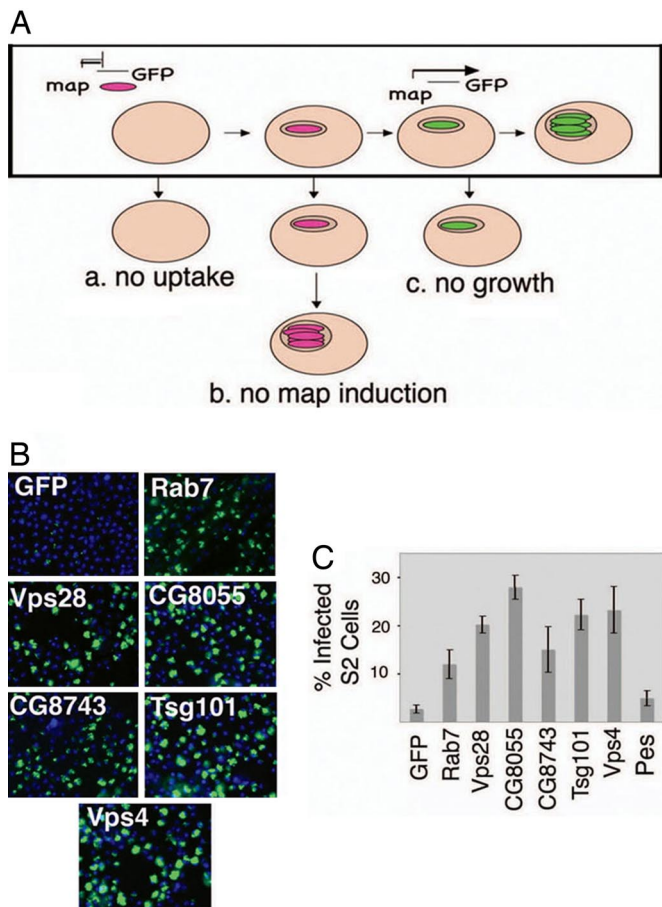 A
map GFP
map GFP
a. no uptake
c. no growth
b. no map induction
B
GFP Rab7
Vps28 CG8055
CG8743 Tsg101
Vps4
C
% Infected
S2 Cells
30
20
10
GFP
Rab7
Vps28
CG8055
CG8743
Tsg101
Vps4
Pes